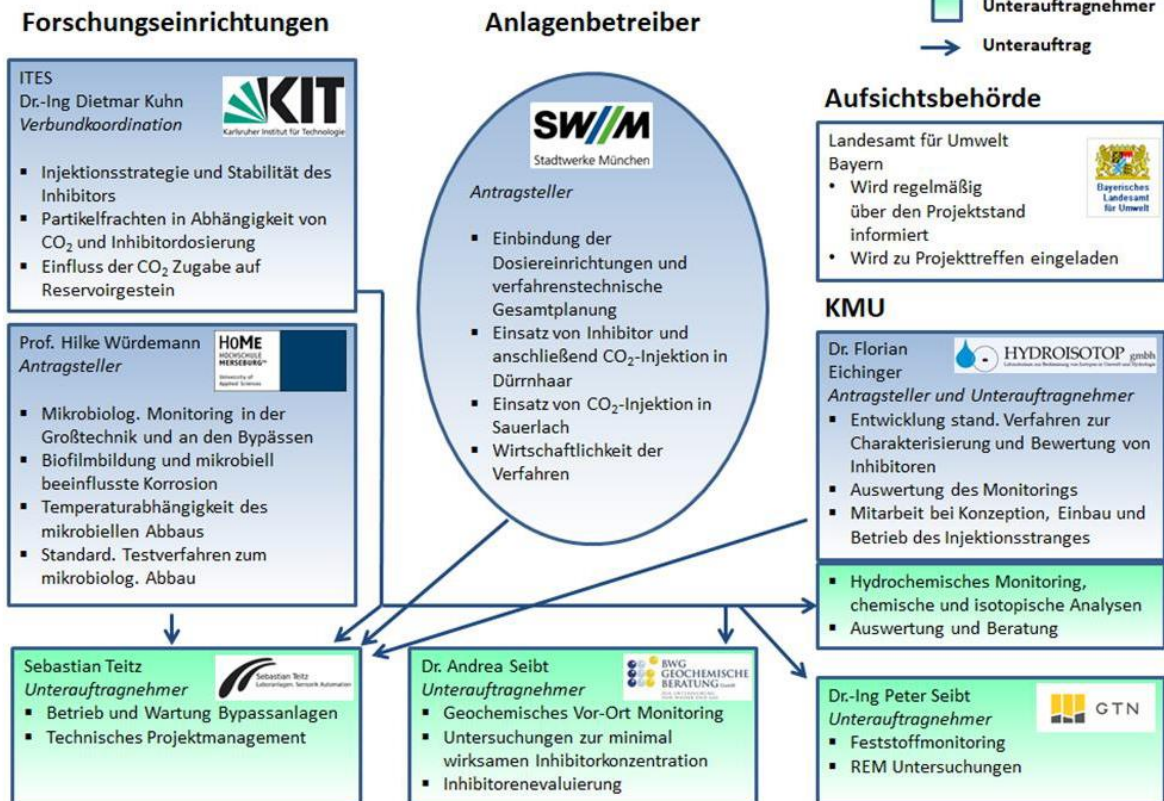 Forschungseinrichtungen
ITES
Dr.-Ing Dietmar Kuhn
Verbundkoordination
KIT
Karlsruher Institut für Technologie
▪ Injektionsstrategie und Stabilität des
Inhibitors
▪ Partikelfrachten in Abhängigkeit von
CO₂ und Inhibitordosierung
▪ Einfluss der CO₂ Zugabe auf
Reservoirgestein
Prof. Hilke Würdemann
Antragsteller
HOME
HOCHSCHULE
MERSEBURG
University of
Applied Sciences
▪ Mikrobiolog. Monitoring in der
Großtechnik und an den Bypässen
▪ Biofilmbildung und mikrobiell
beeinflusste Korrosion
▪ Temperaturabhängigkeit des
mikrobiellen Abbaus
▪ Standard. Testverfahren zum
mikrobiolog. Abbau
Anlagenbetreiber
SW//M
Stadtwerke München
Antragsteller
▪ Einbindung der
Dosiereinrichtungen und
verfahrenstechnische
Gesamtplanung
▪ Einsatz von Inhibitor und
anschließend CO₂-Injektion in
Dürrnhaar
▪ Einsatz von CO₂-Injektion in
Sauerlach
▪ Wirtschaftlichkeit der
Verfahren
Unterauftragnehmer
Unterauftrag
Aufsichtsbehörde
Landesamt für Umwelt
Bayern
• Wird regelmäßig
über den Projektstand
informiert
• Wird zu Projekttreffen eingeladen
Bayerisches
Landesamt
für Umwelt
KMU
Dr. Florian
Eichinger
HYDROISOTOP gmbh
Antragsteller und Unterauftragnehmer
▪ Entwicklung stand. Verfahren zur
Charakterisierung und Bewertung von
Inhibitoren
▪ Auswertung des Monitorings
▪ Mitarbeit bei Konzeption, Einbau und
Betrieb des Injektionsstranges
▪ Hydrochemisches Monitoring,
chemische und isotopische Analysen
▪ Auswertung und Beratung
Sebastian Teitz
Unterauftragnehmer
Sebastian Teitz
Laboranlagen, Sensorik Automation
▪ Betrieb und Wartung Bypassanlagen
▪ Technisches Projektmanagement
Dr. Andrea Seibt
Unterauftragnehmer
BWG
GEOCHEMISCHE
BERATUNG GmbH
▪ Geochemisches Vor-Ort Monitoring
▪ Untersuchungen zur minimal
wirksamen Inhibitorkonzentration
▪ Inhibitorenevaluierung
Dr.-Ing Peter Seibt
Unterauftragnehmer
GTN
▪ Feststoffmonitoring
▪ REM Untersuchungen